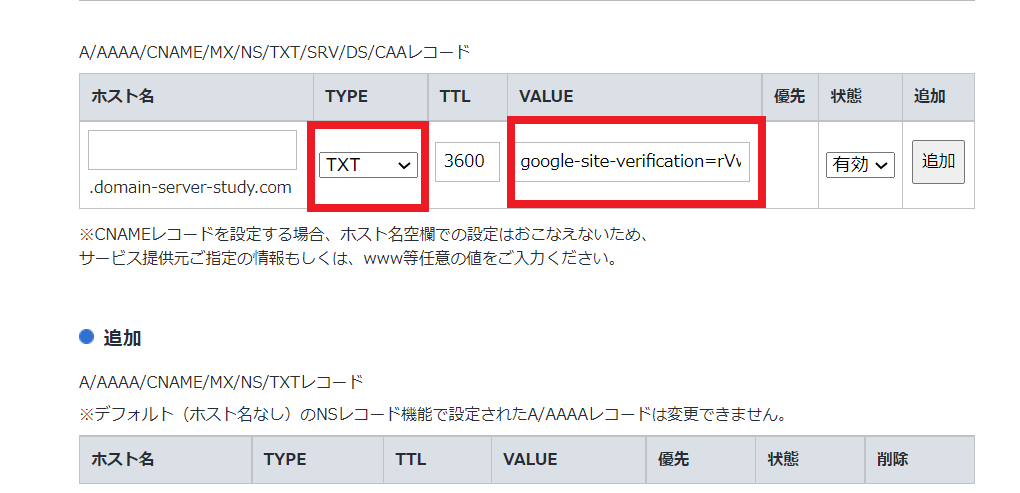 A/AAAA/CNAME/MX/NS/TXT/SRV/DS/CAAレコード
ホスト名 TYPE TTL VALUE 優先 状態 追加
TXT 3600 google-site-verification=rVv 有効 追加
.domain-server-study.com
※CNAMEレコードを設定する場合、ホスト名空欄での設定はおこなえないため、
サービス提供元ご指定の情報もしくは、www等任意の値をご入力ください。
追加
A/AAAA/CNAME/MX/NS/TXTレコード
※デフォルト（ホスト名なし）のNSレコード機能で設定されたA/AAAAレコードは変更できません。
ホスト名 TYPE TTL VALUE 優先 状態 削除